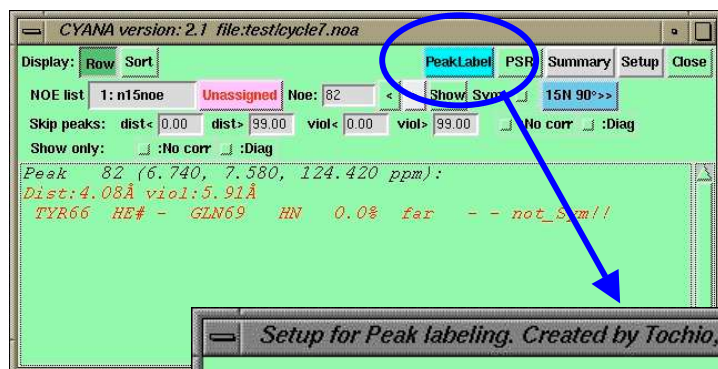 CYANA version: 2.1 file:test/cycle7.noa
Display: Row Sort PeakLabel PSR Summary Setup Close
NOE list 1: n15noe Unassigned Noe: 82 < Show Sym 15N 90°>>
Skip peaks: dist< 0.00 dist> 99.00 viol< 0.00 viol> 99.00 :No corr :Diag
Show only: :No corr :Diag
Peak 82 (6.740, 7.580, 124.420 ppm):
Dist:4.08Å viol:5.91Å
TYR66 HE# - GLN69 HN 0.0% far - - not_Sym!!
Setup for Peak labeling. Created by Tochio,